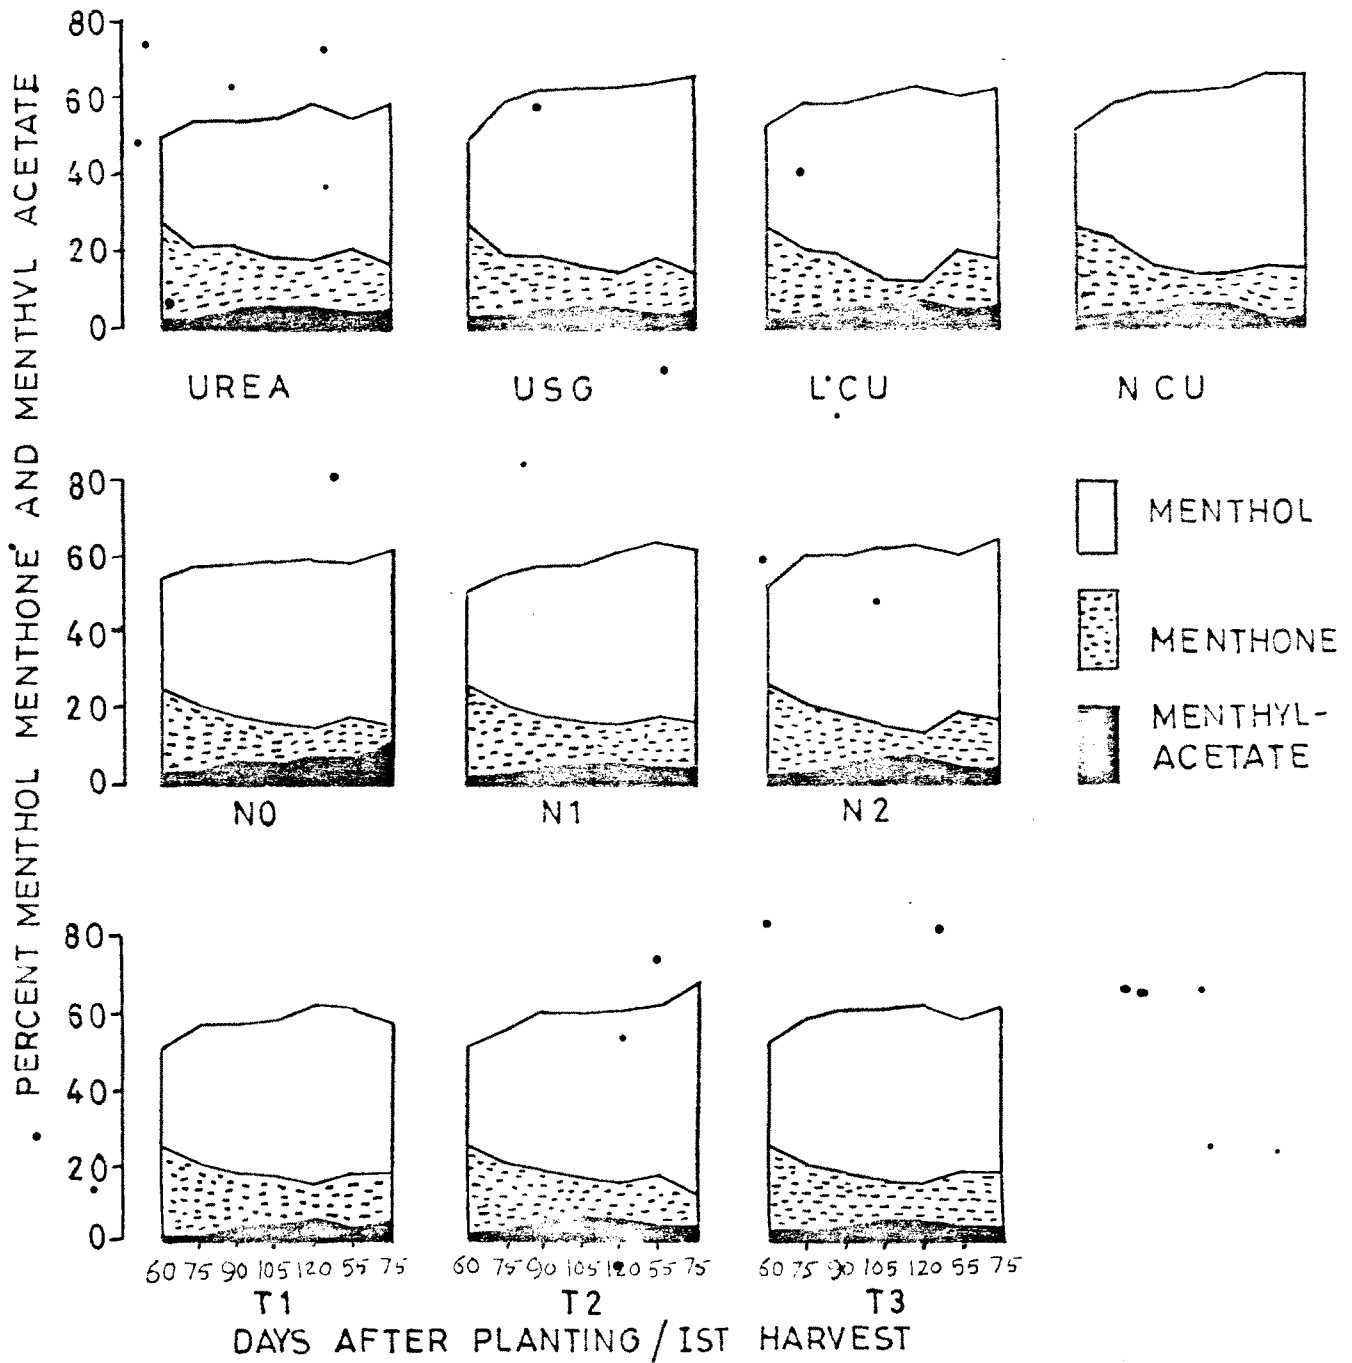 PERCENT MENTHOL MENTHONE AND MENTHYL ACETATE
80
60
40
20
0
UREA
USG
LCU
NCU
80
60
40
20
0
N0
N1
N2
MENTHOL
MENTHONE
MENTHYL-
ACETATE
80
60
40
20
0
60 75 90 105 120 55 75
60 75 90 105 120 55 75
60 75 90 105 120 55 75
T1
T2
T3
DAYS AFTER PLANTING / IST HARVEST